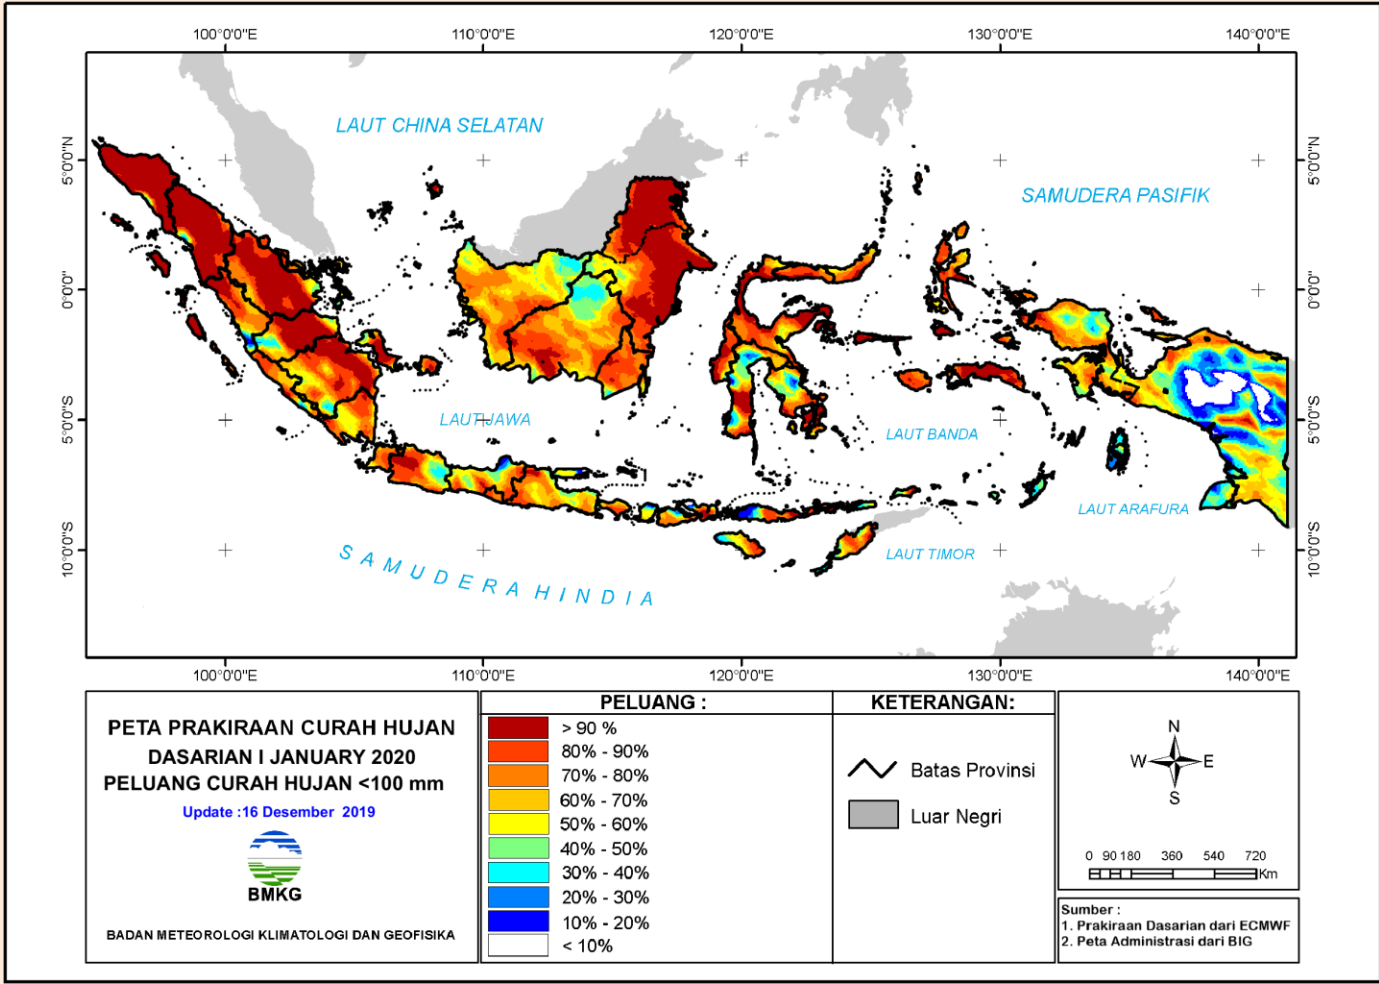 100°0'0"E 110°0'0"E 120°0'0"E 130°0'0"E 140°0'0"E
5°0'0"N
5°0'0"N
LAUT CHINA SELATAN
SAMUDERA PASIFIK
0°0'0"
0°0'0"
LAUT JAWA
LAUT BANDA
5°0'0"S
5°0'0"S
LAUT ARAFURA
LAUT TIMOR
10°0'0"S
10°0'0"S
SAMUDERA HINDIA
100°0'0"E 110°0'0"E 120°0'0"E 130°0'0"E 140°0'0"E
PETA PRAKIRAAN CURAH HUJAN
DASARIAN I JANUARY 2020
PELUANG CURAH HUJAN <100 mm
Update :16 Desember 2019
BMKG
BADAN METEOROLOGI KLIMATOLOGI DAN GEOFISIKA
PELUANG :
> 90 %
80% - 90%
70% - 80%
60% - 70%
50% - 60%
40% - 50%
30% - 40%
20% - 30%
10% - 20%
< 10%
KETERANGAN:
Batas Provinsi
Luar Negri
N
W E
S
0 90 180 360 540 720
Km
Sumber :
1. Prakiraan Dasarian dari ECMWF
2. Peta Administrasi dari BIG